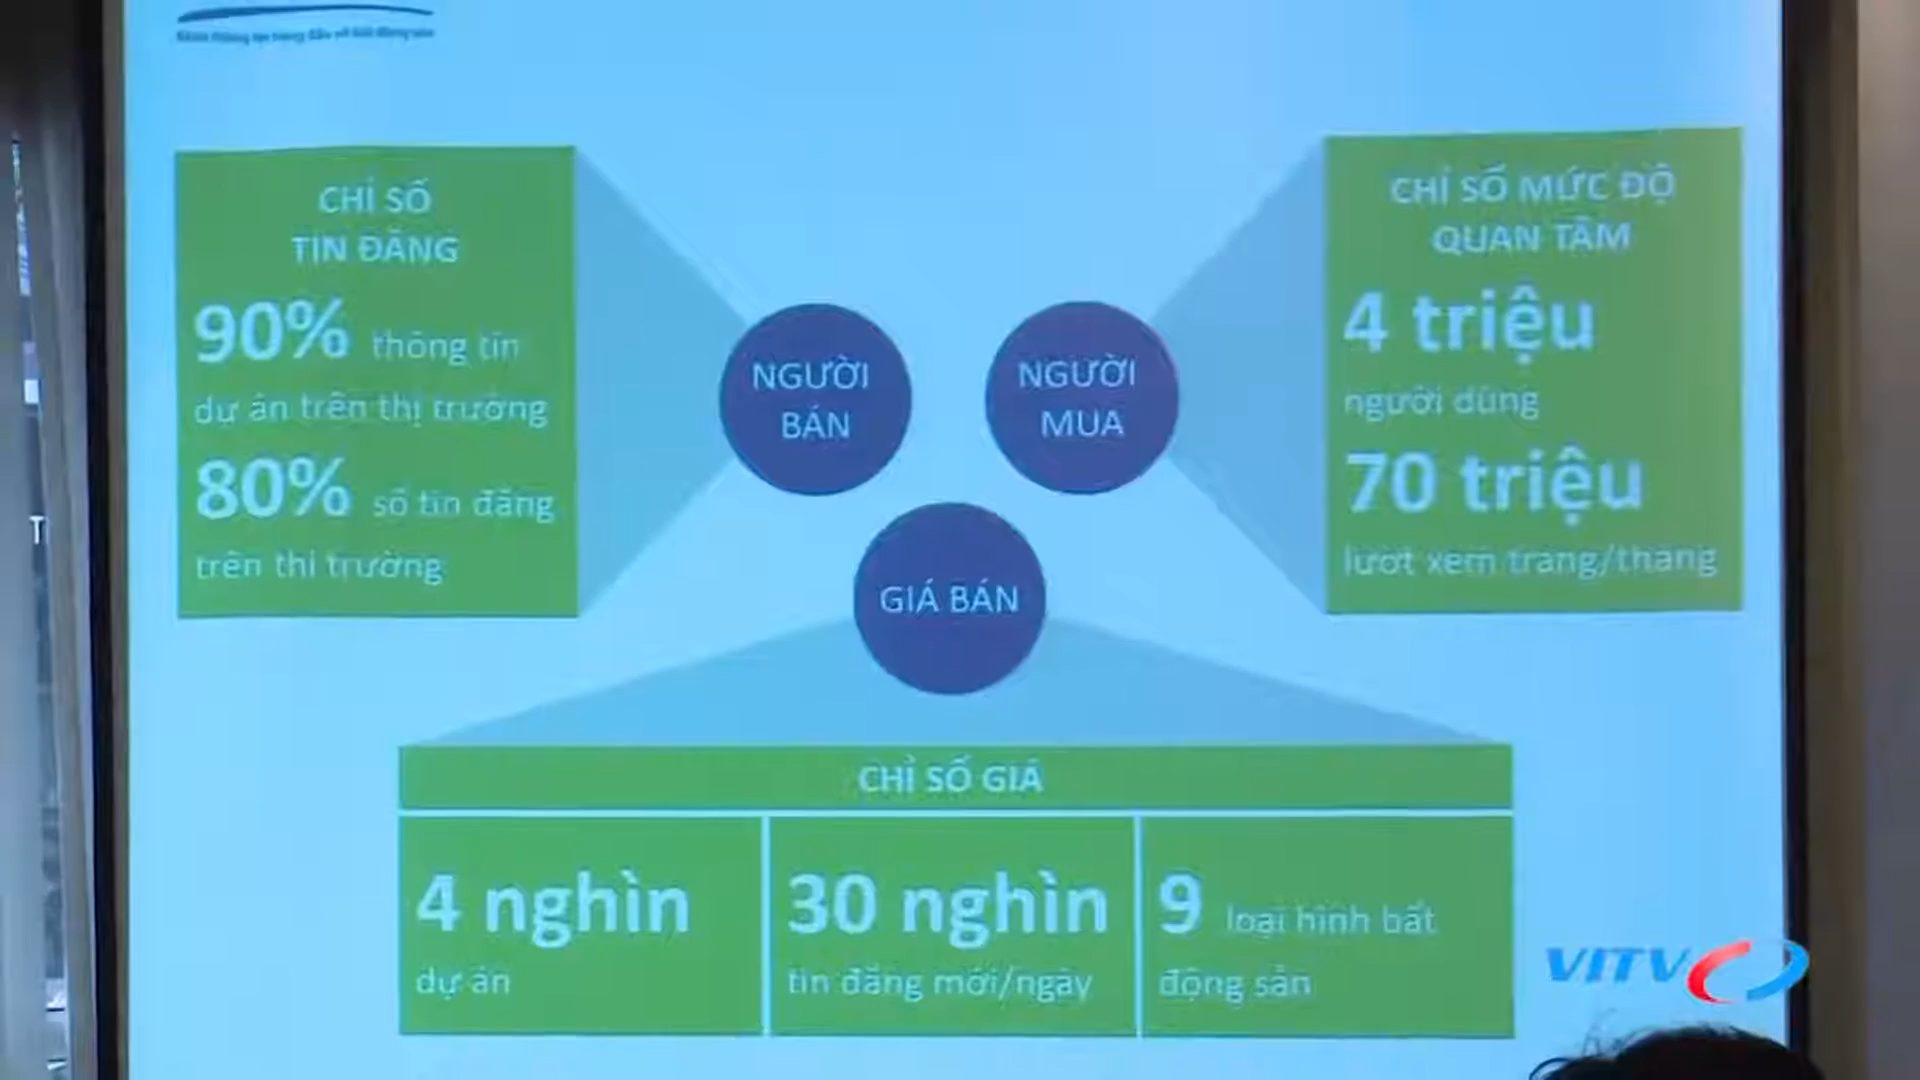 CHỈ SỐ
TIN ĐĂNG
90% thông tin
dự án trên thị trường
80% số tin đăng
trên thị trường
NGƯỜI
BÁN
NGƯỜI
MUA
GIÁ BÁN
CHỈ SỐ MỨC ĐỘ
QUAN TÂM
4 triệu
người dùng
70 triệu
lượt xem trang/tháng
CHỈ SỐ GIÁ
4 nghìn
dự án
30 nghìn
tin đăng mới/ngày
9 loại hình bất
động sản
VITV